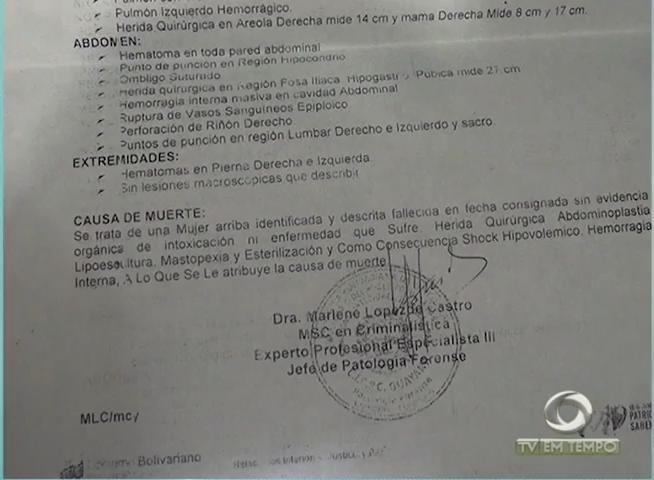 Pulmón Izquierdo Hemorrágico.
Herida Quirúrgica en Areola Derecha mide 14 cm y mama Derecha Mide 8 cm y 17 cm.
ABDOMEN:
Hematoma en toda pared abdominal
Punto de punción en Región Hipocondrio
Ombligo Suturado
Herida quirurgica en Región Fosa Iliaca, Hipogastrio Pubica mide 27 cm
Hemorragia interna masiva en cavidad Abdominal
Ruptura de Vasos Sanguíneos Epiploico
Perforación de Riñón Derecho
Puntos de punción en región Lumbar Derecho e Izquierdo y sacro.
EXTREMIDADES:
Hematomas en Pierna Derecha e Izquierda
Sin lesiones macroscópicas que describir
CAUSA DE MUERTE:
Se trata de una Mujer arriba identificada y descrita fallecida en fecha consignada sin evidencia
orgánica de intoxicación ni enfermedad que Sufre. Herida Quirúrgica Abdominoplastia
Lipoescultura, Mastopexia y Esterilización y Como Consecuencia Shock Hipovolemico, Hemorragia
Interna, A Lo Que Se Le atribuye la causa de muerte
Dra. Marlene Lopez de Castro
MSC en Criminalística
Experto Profesional Especialista III
Jefe de Patología Forense
C.I.C.P.C. GUAYANA
MLC/mcy
Bolivariano
TV EM TEMPO